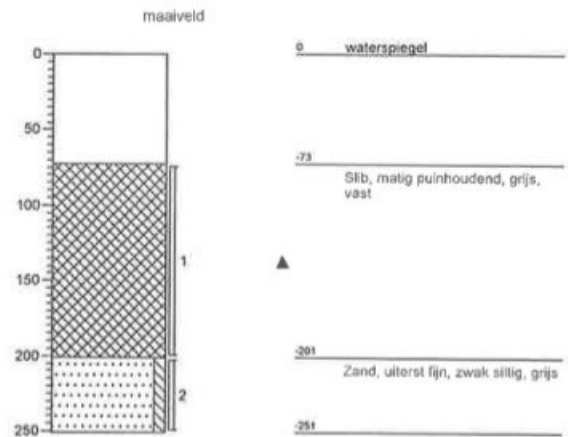 maaiveld
0
50
100
150
200
250
1
2
0 waterspiegel
-73
Slib, matig puinhoudend, grijs,
vast
-201
Zand, uiterst fijn, zwak siltig, grijs
-251